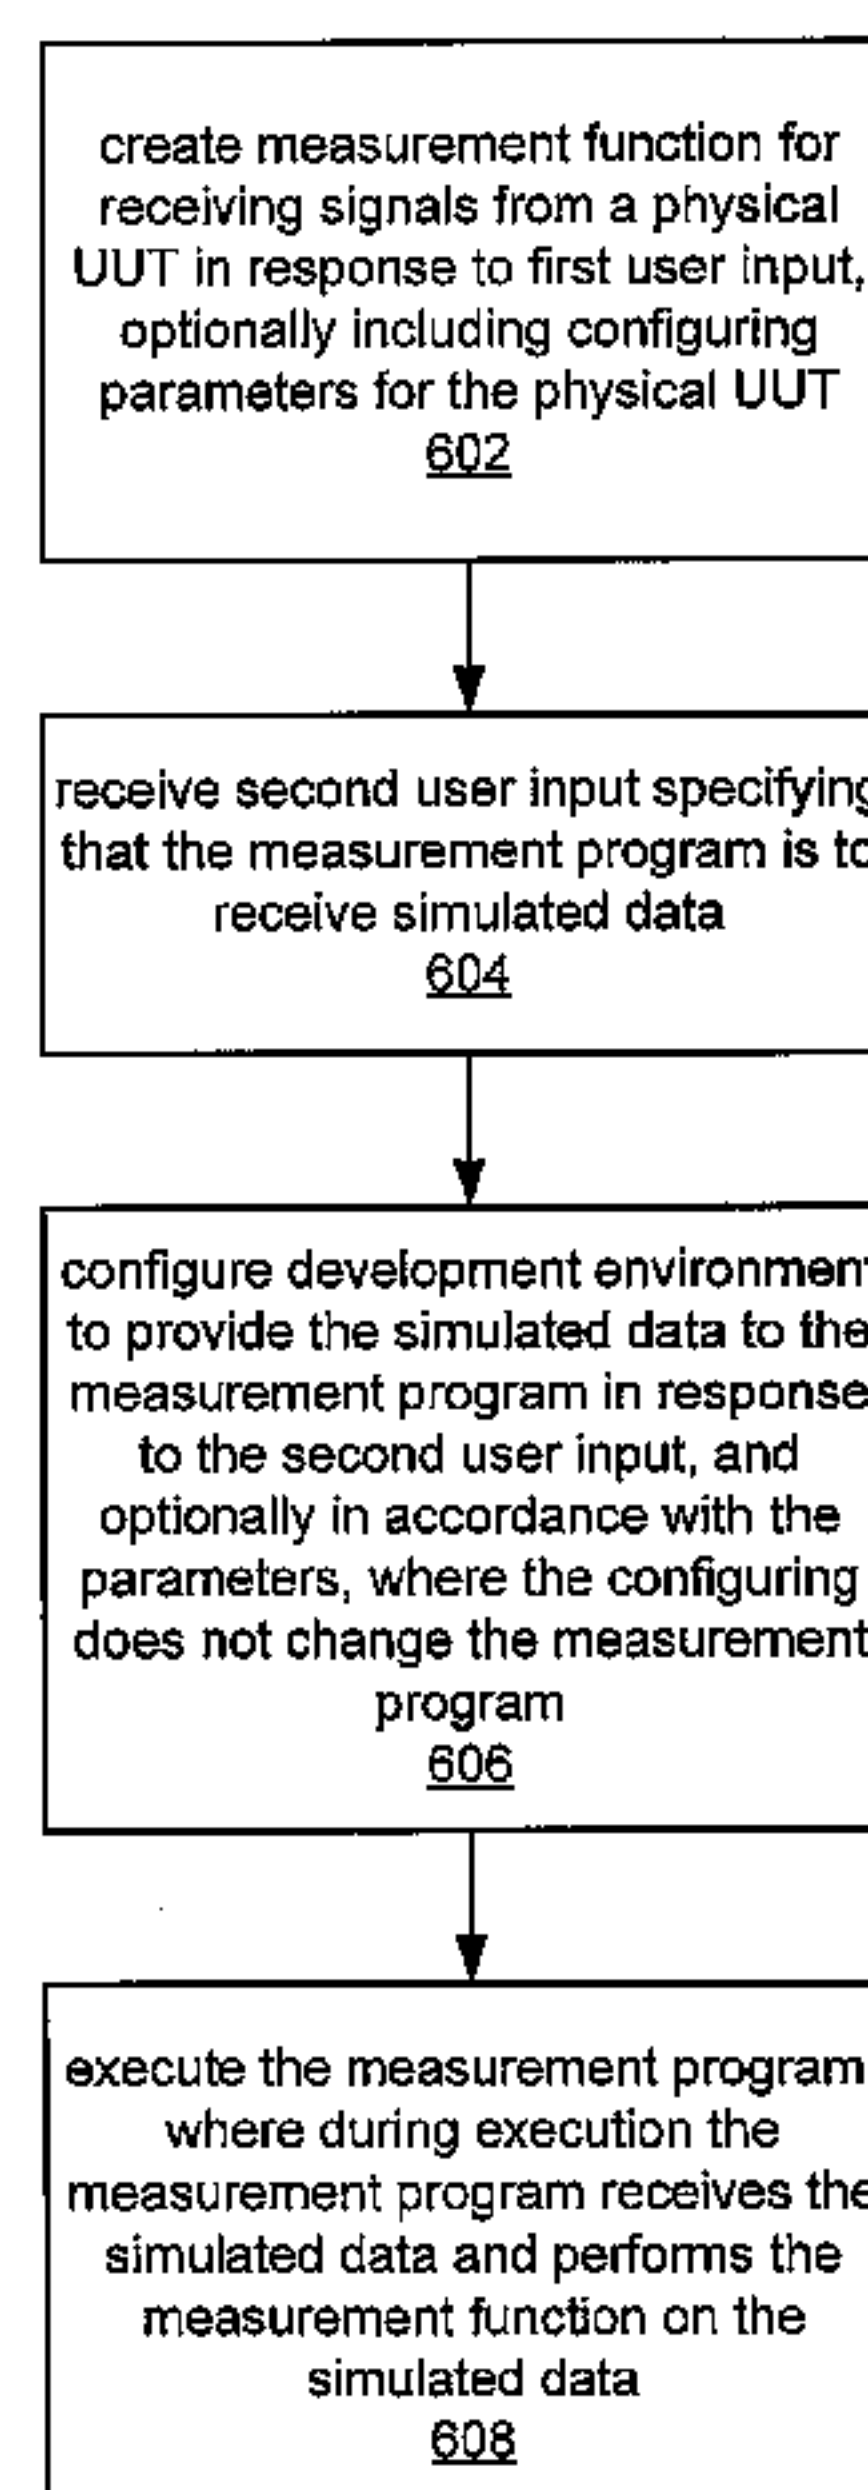 create measurement function for
receiving signals from a physical
UUT in response to first user input,
optionally including configuring
parameters for the physical UUT
602
receive second user input specifying
that the measurement program is to
receive simulated data
604
configure development environment
to provide the simulated data to the
measurement program in response
to the second user input, and
optionally in accordance with the
parameters, where the configuring
does not change the measurement
program
606
execute the measurement program
where during execution the
measurement program receives the
simulated data and performs the
measurement function on the
simulated data
608